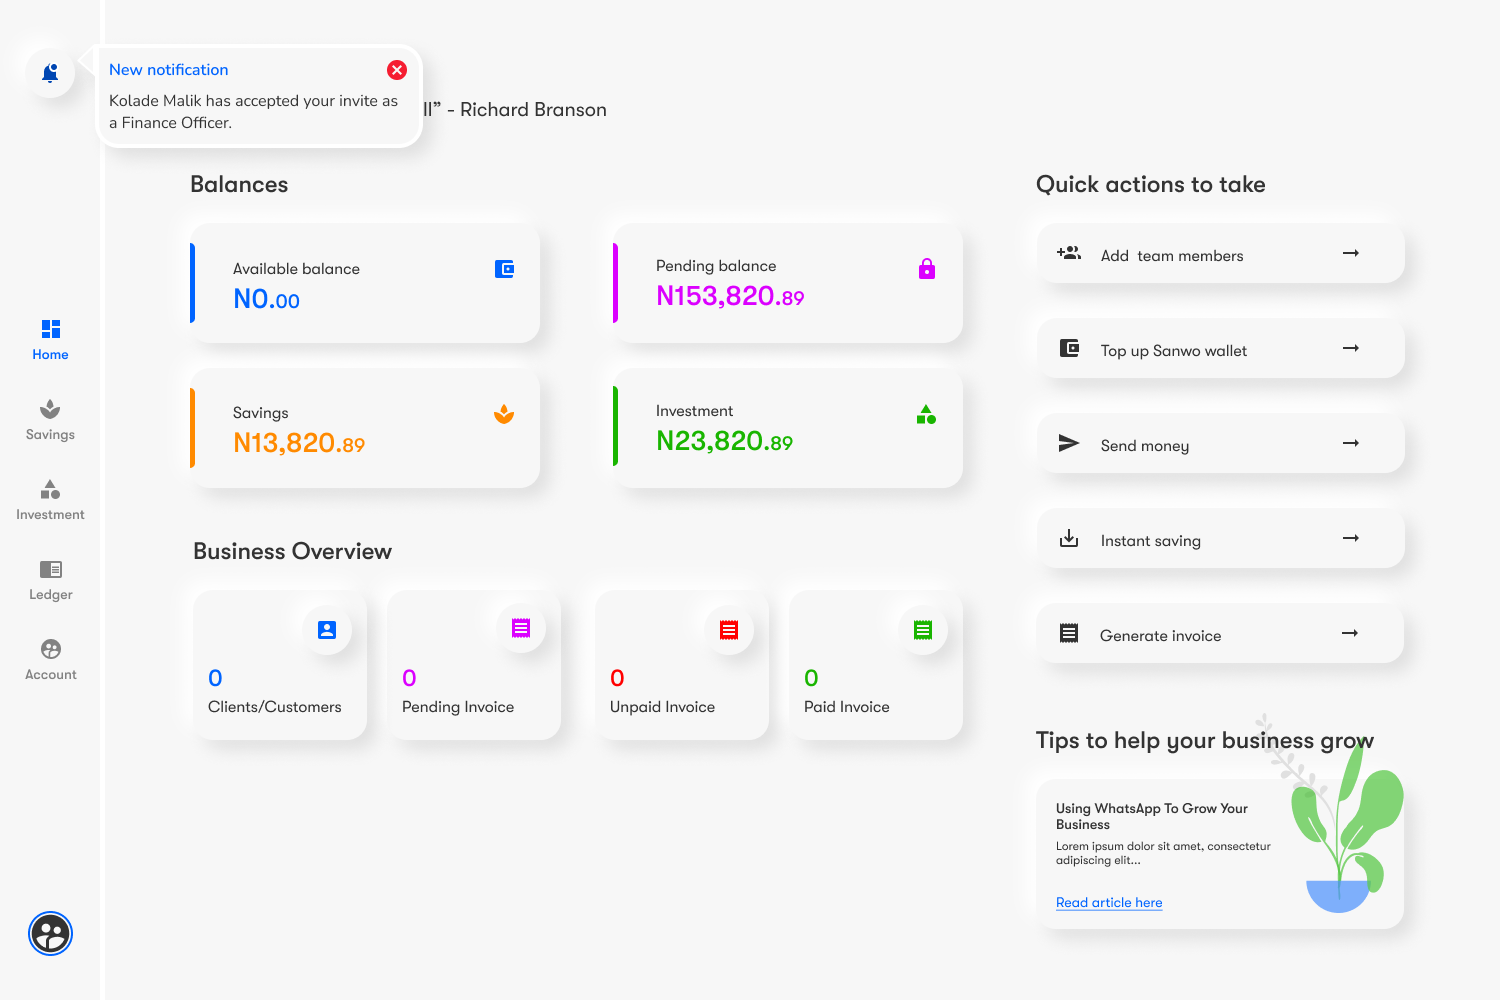 New notification
Kolade Malik has accepted your invite as
a Finance Officer.
ll” - Richard Branson
Home
Savings
Investment
Ledger
Account
Balances
Available balance
N0.00
Pending balance
N153,820.89
Savings
N13,820.89
Investment
N23,820.89
Business Overview
0
Clients/Customers
0
Pending Invoice
0
Unpaid Invoice
0
Paid Invoice
Quick actions to take
Add  team members
Top up Sanwo wallet
Send money
Instant saving
Generate invoice
Tips to help your business grow
Using WhatsApp To Grow Your
Business
Lorem ipsum dolor sit amet, consectetur
adipiscing elit...
Read article here